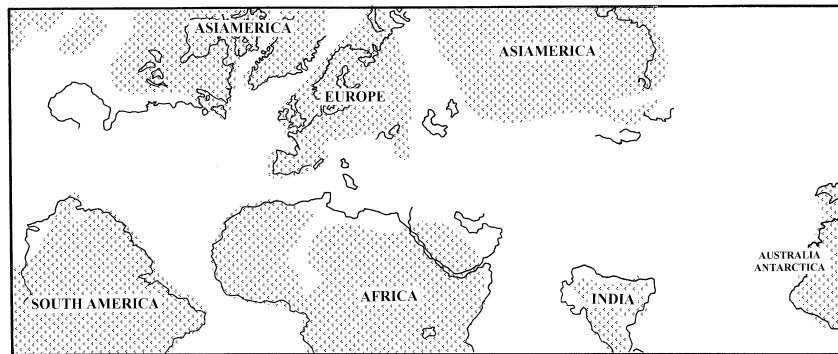 ASIAMERICA
ASIAMERICA
EUROPE
AUSTRALIA
ANTARCTICA
SOUTH AMERICA
AFRICA
INDIA